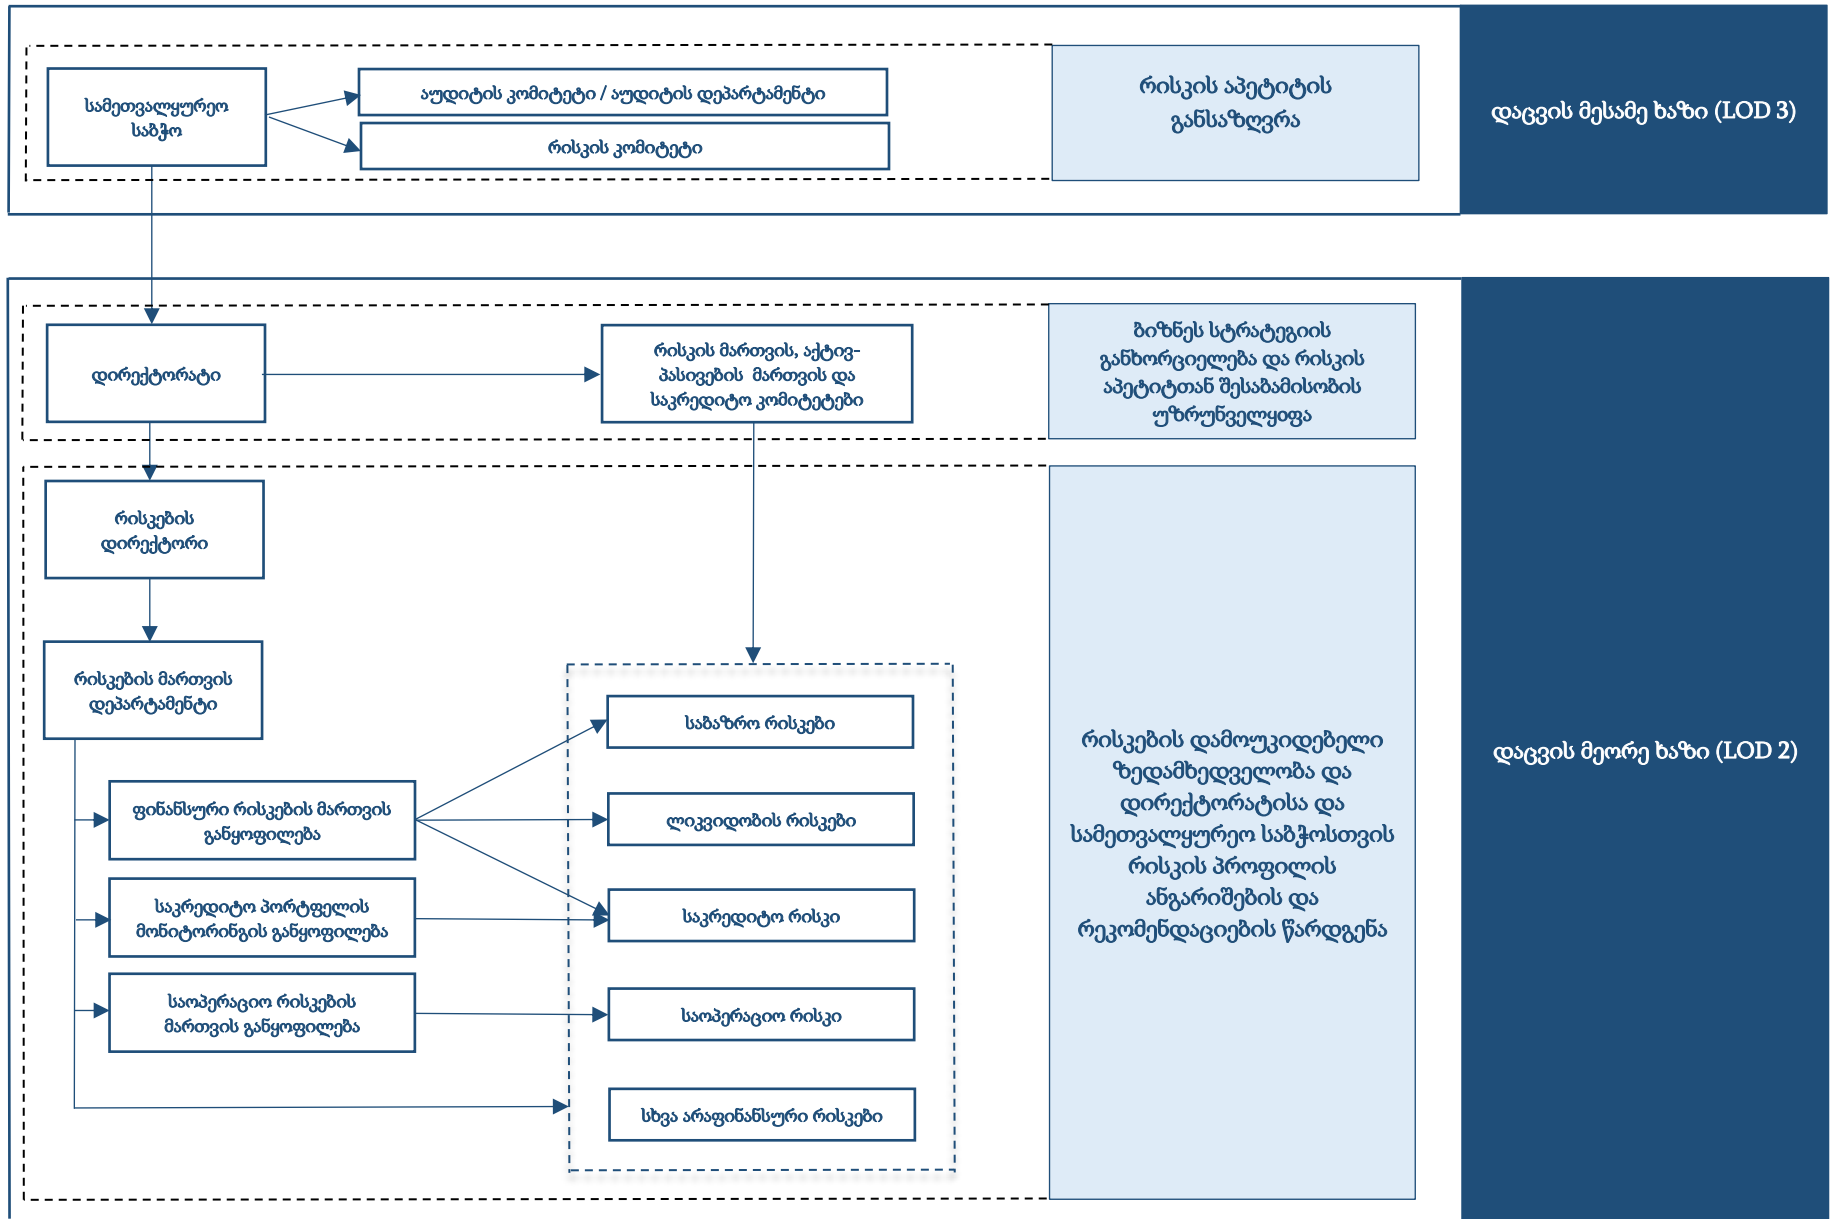 სამეთვალყურეო
საბჭო
აუდიტის კომიტეტი / აუდიტის დეპარტამენტი
რისკის კომიტეტი
რისკის აპეტიტის
განსაზღვრა
დაცვის მესამე ხაზი (LOD 3)
დირექტორატი
რისკის მართვის, აქტივ-
პასივების მართვის და
საკრედიტო კომიტეტები
ბიზნეს სტრატეგიის
განხორციელება და რისკის
აპეტიტთან შესაბამისობის
უზრუნველყიფა
რისკების
დირექტორი
რისკების მართვის
დეპარტამენტი
ფინანსური რისკების მართვის
განყოფილება
საკრედიტო პორტფელის
მონიტორინგის განყოფილება
საოპერაციო რისკების
მართვის განყოფილება
საბაზრო რისკები
ლიკვიდობის რისკები
საკრედიტო რისკი
საოპერაციო რისკი
სხვა არაფინანსური რისკები
რისკების დამოუკიდებელი
ზედამხედველობა და
დირექტორატისა და
სამეთვალყურეო საბჭოსთვის
რისკის პროფილის
ანგარიშების და
რეკომენდაციების წარდგენა
დაცვის მეორე ხაზი (LOD 2)